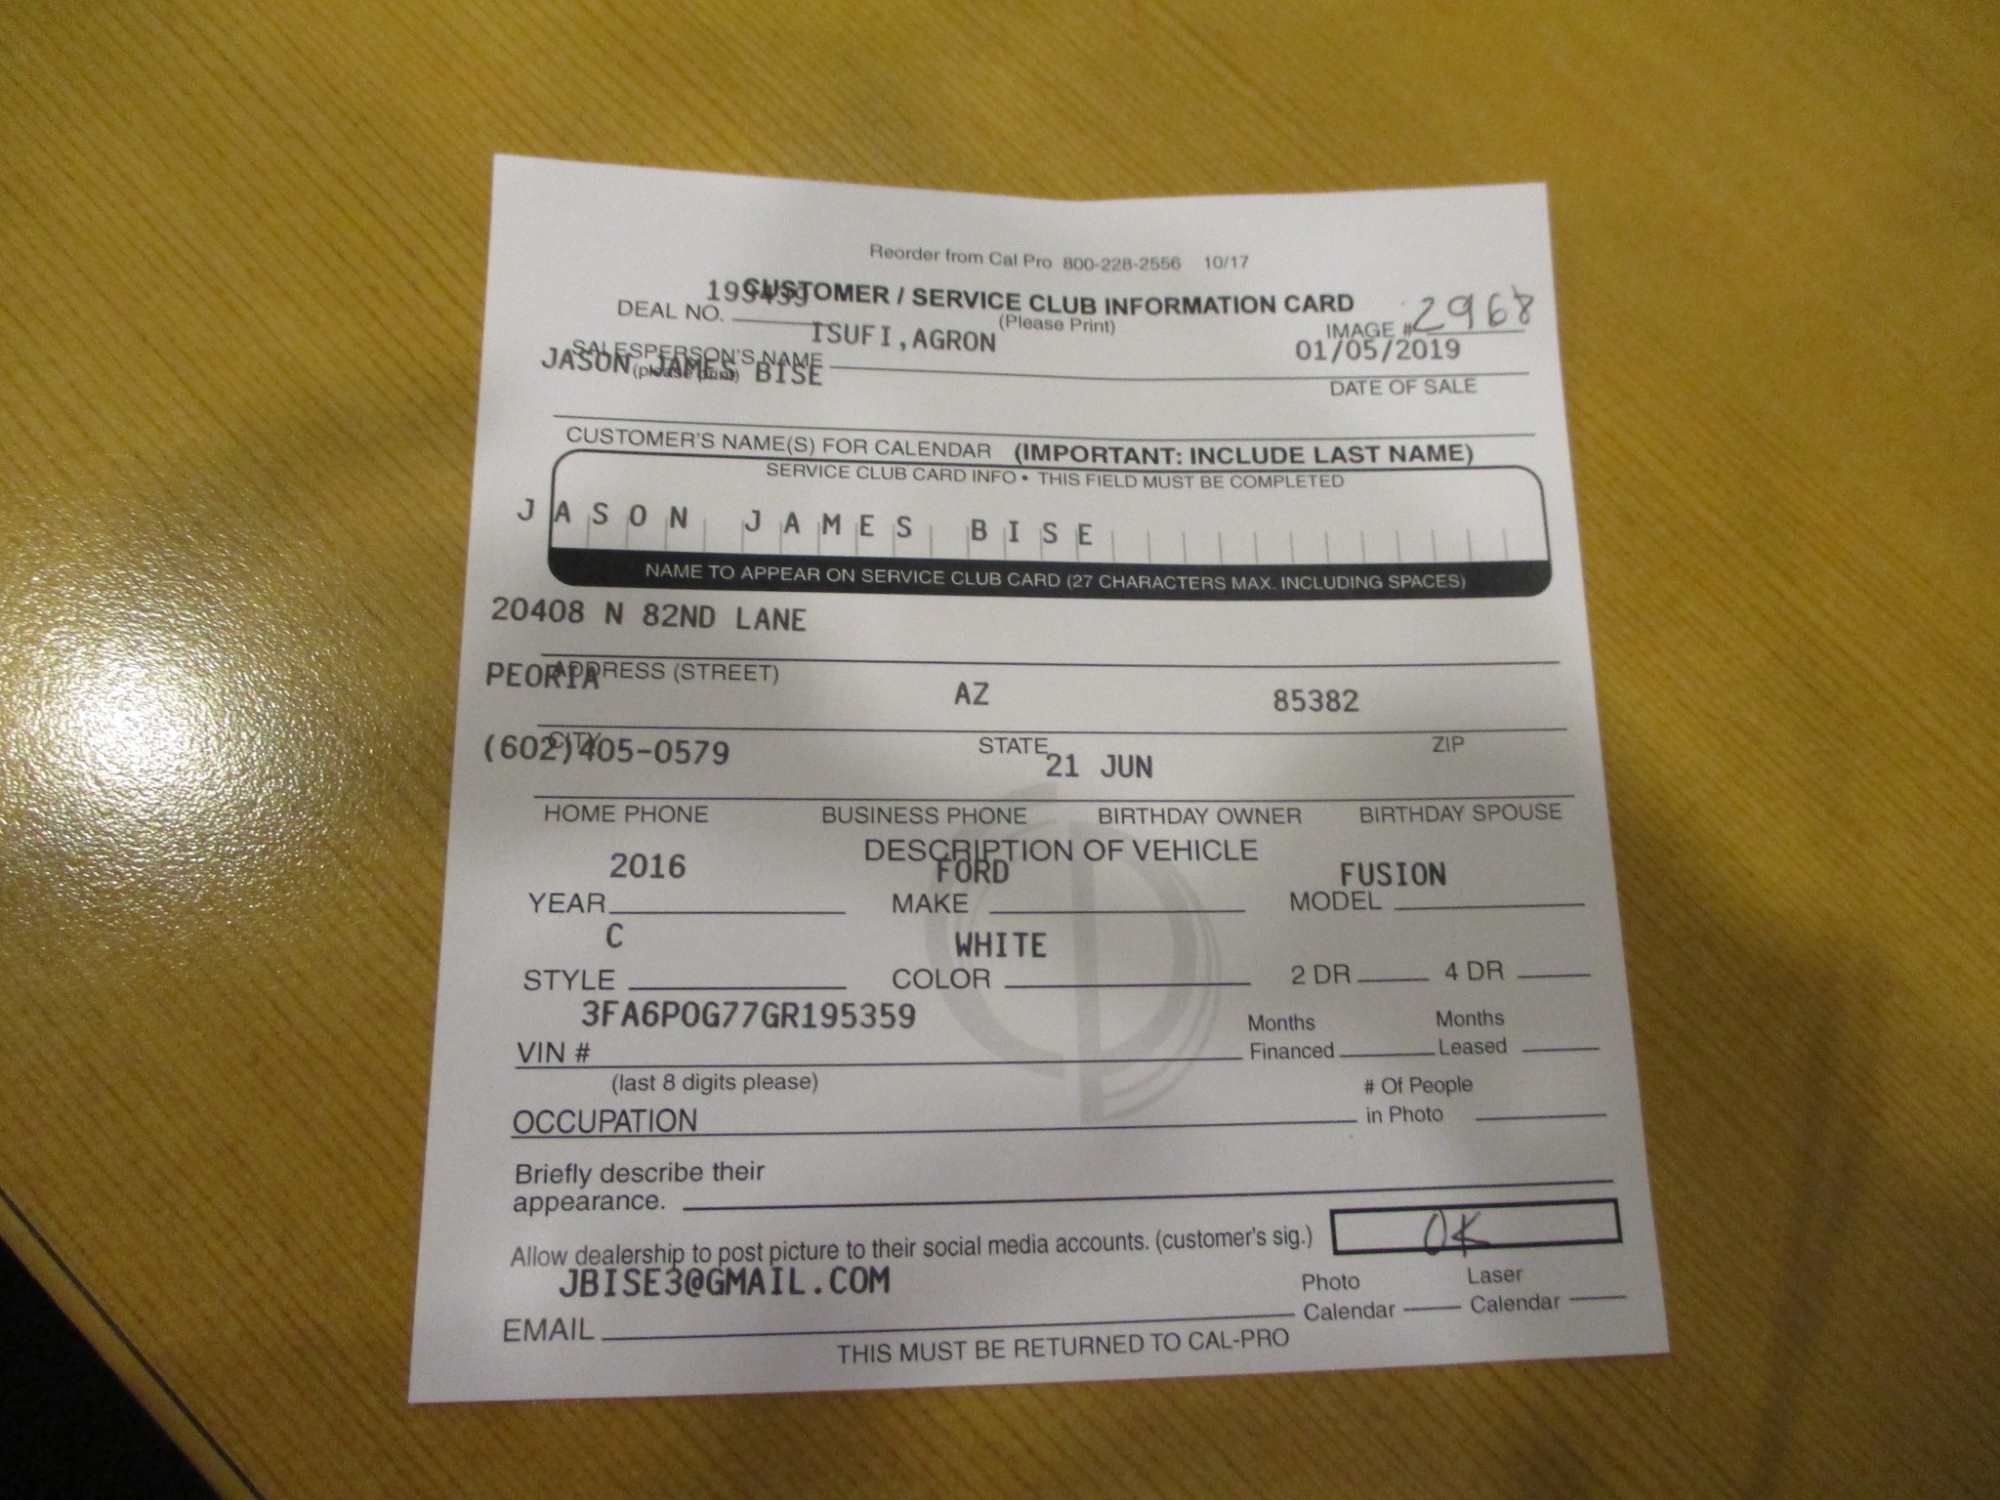 Reorder from Cal Pro 800-228-2556 10/17
CUSTOMER / SERVICE CLUB INFORMATION CARD
(Please Print)
DEAL NO.
IMAGE # 2968
ISUFI,AGRON
01/05/2019
SALESPERSON'S NAME
(please print)
DATE OF SALE
JASON JAMES BISE
CUSTOMER'S NAME(S) FOR CALENDAR (IMPORTANT: INCLUDE LAST NAME)
SERVICE CLUB CARD INFO • THIS FIELD MUST BE COMPLETED
JASON JAMES BISE
NAME TO APPEAR ON SERVICE CLUB CARD (27 CHARACTERS MAX. INCLUDING SPACES)
20408 N 82ND LANE
ADDRESS (STREET)
PEORIA AZ 85382
CITY STATE ZIP
(602)405-0579 21 JUN
HOME PHONE BUSINESS PHONE BIRTHDAY OWNER BIRTHDAY SPOUSE
DESCRIPTION OF VEHICLE
2016 FORD FUSION
YEAR MAKE MODEL
C WHITE
STYLE COLOR 2 DR 4 DR
3FA6P0G77GR195359
VIN # Months Financed Months Leased
(last 8 digits please)
OCCUPATION # Of People in Photo
Briefly describe their
appearance.
Allow dealership to post picture to their social media accounts. (customer's sig.) OK
JBISE3@GMAIL.COM
EMAIL Photo Calendar Laser Calendar
THIS MUST BE RETURNED TO CAL-PRO